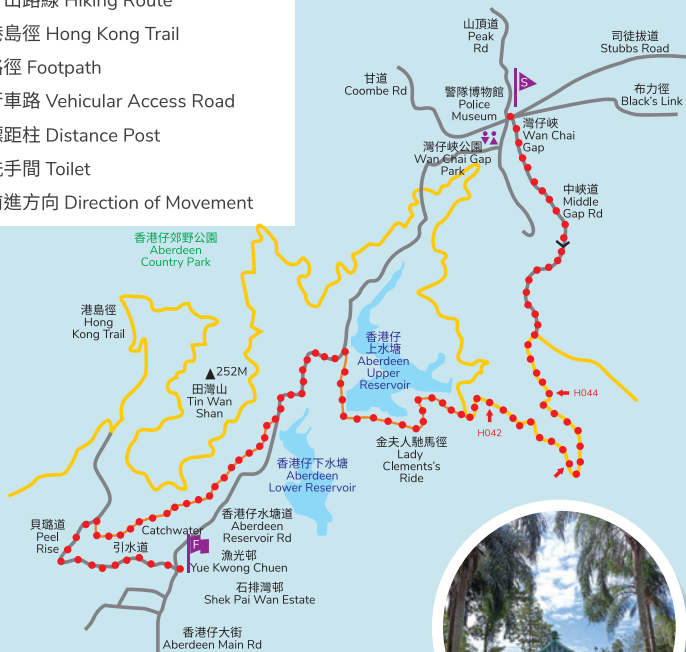 山路線 Hiking Route
港島徑 Hong Kong Trail
路徑 Footpath
行車路 Vehicular Access Road
標距柱 Distance Post
洗手間 Toilet
前進方向 Direction of Movement
山頂道
Peak
Rd
司徒拔道
Stubbs Road
甘道
Coombe Rd
S
警隊博物館
Police
Museum
布力徑
Black's Link
灣仔峽
Wan Chai
Gap
灣仔峽公園
Wan Chai Gap
Park
中峽道
Middle
Gap Rd
香港仔郊野公園
Aberdeen
Country Park
港島徑
Hong
Kong Trail
252M
田灣山
Tin Wan
Shan
香港仔
上水塘
Aberdeen
Upper
Reservoir
H044
H042
金夫人馳馬徑
Lady
Clements's
Ride
香港仔下水塘
Aberdeen
Lower Reservoir
香港仔水塘道
Aberdeen
Reservoir Rd
貝璐道
Peel
Rise
Catchwater
引水道
F
漁光邨
Yue Kwong Chuen
石排灣邨
Shek Pai Wan Estate
香港仔大街
Aberdeen Main Rd